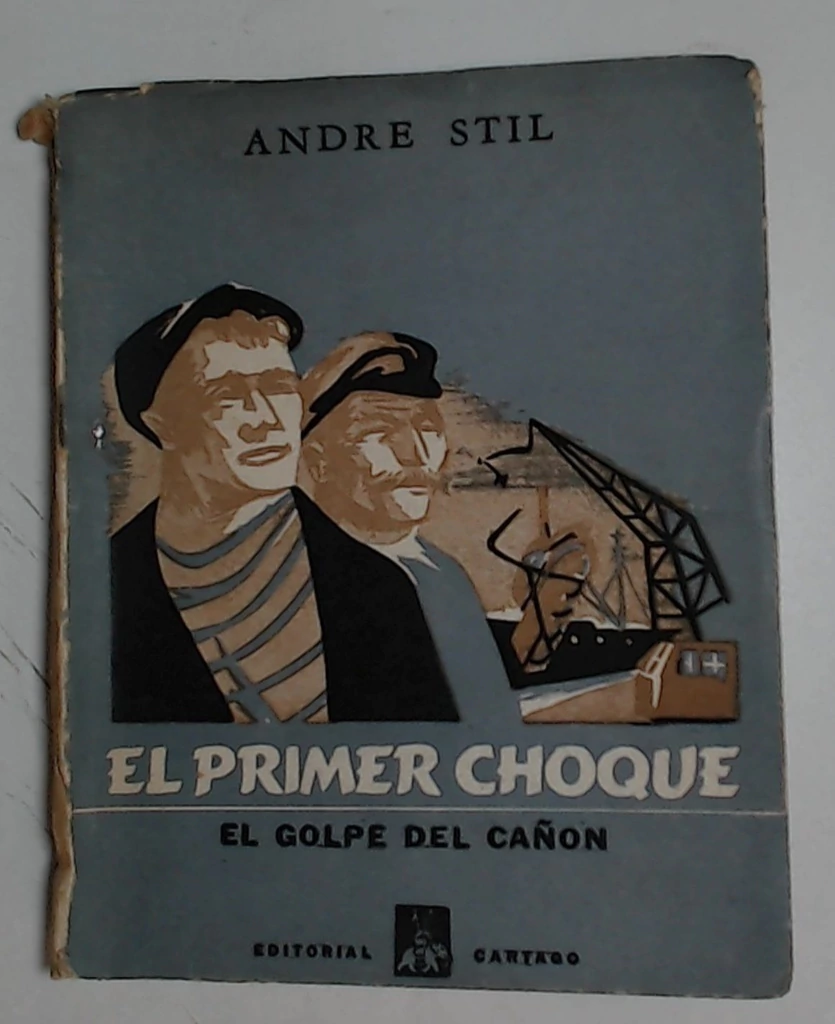 ANDRE STIL
EL PRIMER CHOQUE
EL GOLPE DEL CAÑON
EDITORIAL CARTAGO